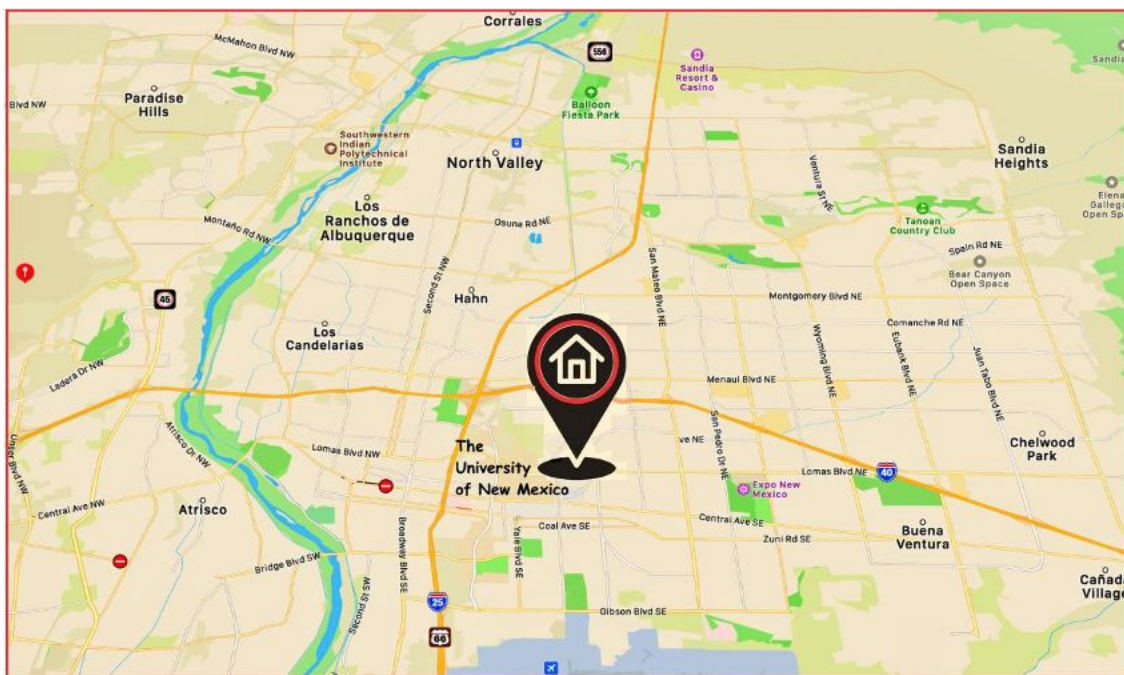 Corrales
McMahon Blvd NW
556
Sandia
Resort &
Casino
Sandia
Blvd NW
Paradise
Hills
Balloon
Fiesta Park
Southwestern
Indian
Polytechnical
Institute
North Valley
Ventura St NE
Sandia
Heights
Los
Ranchos de
Albuquerque
Elena
Gallego
Open Spac
Montaño Rd NW
Osuna Rd NE
Tanoan
Country Club
Spain Rd NE
Bear Canyon
Open Space
Second St NW
San Mateo Blvd NE
45
Hahn
Montgomery Blvd NE
Los
Candelarias
Comanche Rd NE
Wyoming Blvd NE
Eubank Blvd NE
Juan Tabo Blvd NE
Ladera Dr NW
Menaul Blvd NE
Unser Blvd NW
Atrisco Dr NW
San Pedro Dr NE
The
University
of New Mexico
ve NE
Lomas Blvd NW
Lomas Blvd NE
40
Chelwood
Park
Expo New
Mexico
Central Ave NW
Atrisco
Central Ave SE
Coal Ave SE
Zuni Rd SE
Buena
Ventura
Broadway Blvd SE
Yale Blvd SE
Bridge Blvd SW
Second St SW
Cañada
Village
25
Gibson Blvd SE
66